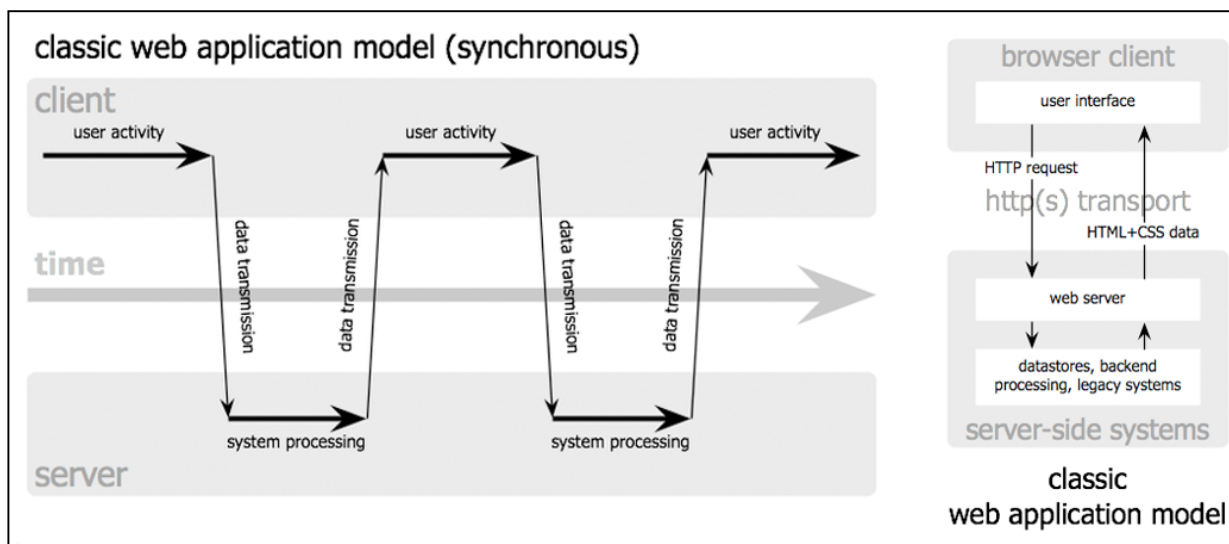 classic web application model (synchronous)
client
user activity
user activity
user activity
data transmission
data transmission
data transmission
data transmission
time
system processing
system processing
server
browser client
user interface
HTTP request
http(s) transport
HTML+CSS data
web server
datastores, backend
processing, legacy systems
server-side systems
classic
web application model